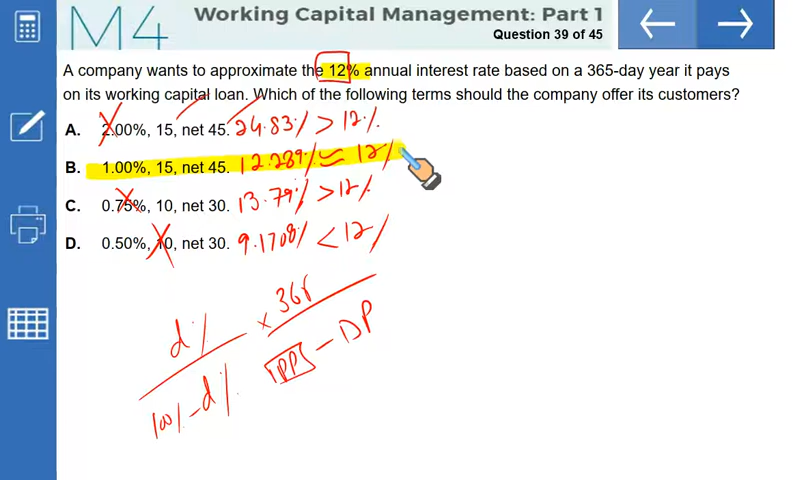 M4 Working Capital Management: Part 1
Question 39 of 45
A company wants to approximate the 12% annual interest rate based on a 365-day year it pays
on its working capital loan. Which of the following terms should the company offer its customers?
A. 2.00%, 15, net 45. 24.83% > 12%
B. 1.00%, 15, net 45. 12.289% ≈ 12%
C. 0.75%, 10, net 30. 13.79% > 12%
D. 0.50%, 10, net 30. 9.1708% < 12%
d% × 365
100% - d% TPP - DP